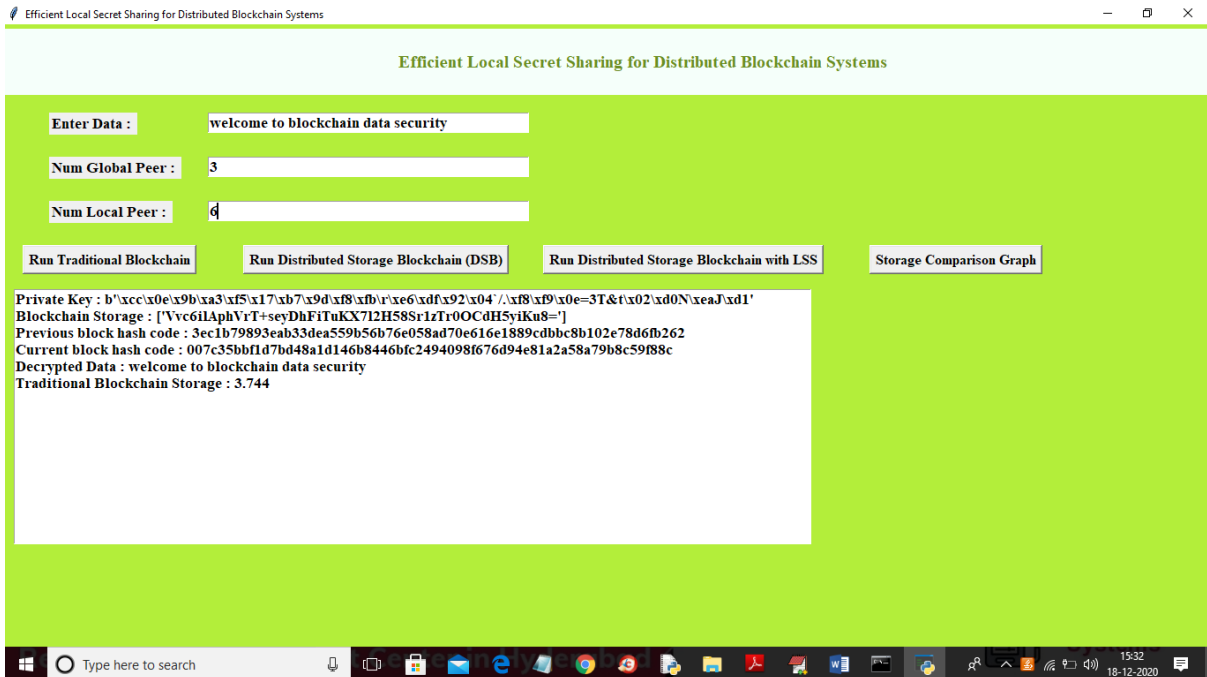 Efficient Local Secret Sharing for Distributed Blockchain Systems
Efficient Local Secret Sharing for Distributed Blockchain Systems
Enter Data :
welcome to blockchain data security
Num Global Peer :
3
Num Local Peer :
6
Run Traditional Blockchain
Run Distributed Storage Blockchain (DSB)
Run Distributed Storage Blockchain with LSS
Storage Comparison Graph
Private Key : b'\xcc\x0e\x9b\xa3\xf5\x17\xb7\x9d\xf8\xfb\r\xe6\xdf\x92\x04`/.\xf8\xf9\x0e=3T&t\x02\xd0N\xeaJ\xd1'
Blockchain Storage : ['Vvc6ilAphVrT+seyDhFiTuKX7l2H58Sr1zTr0OCdH5yiKu8=']
Previous block hash code : 3ec1b79893eab33dea559b56b76e058ad70e616e1889cdbbc8b102e78d6fb262
Current block hash code : 007c35bbf1d7bd48a1d146b8446bfc2494098f676d94e81a2a58a79b8c59f88c
Decrypted Data : welcome to blockchain data security
Traditional Blockchain Storage : 3.744
Type here to search
15:32
18-12-2020